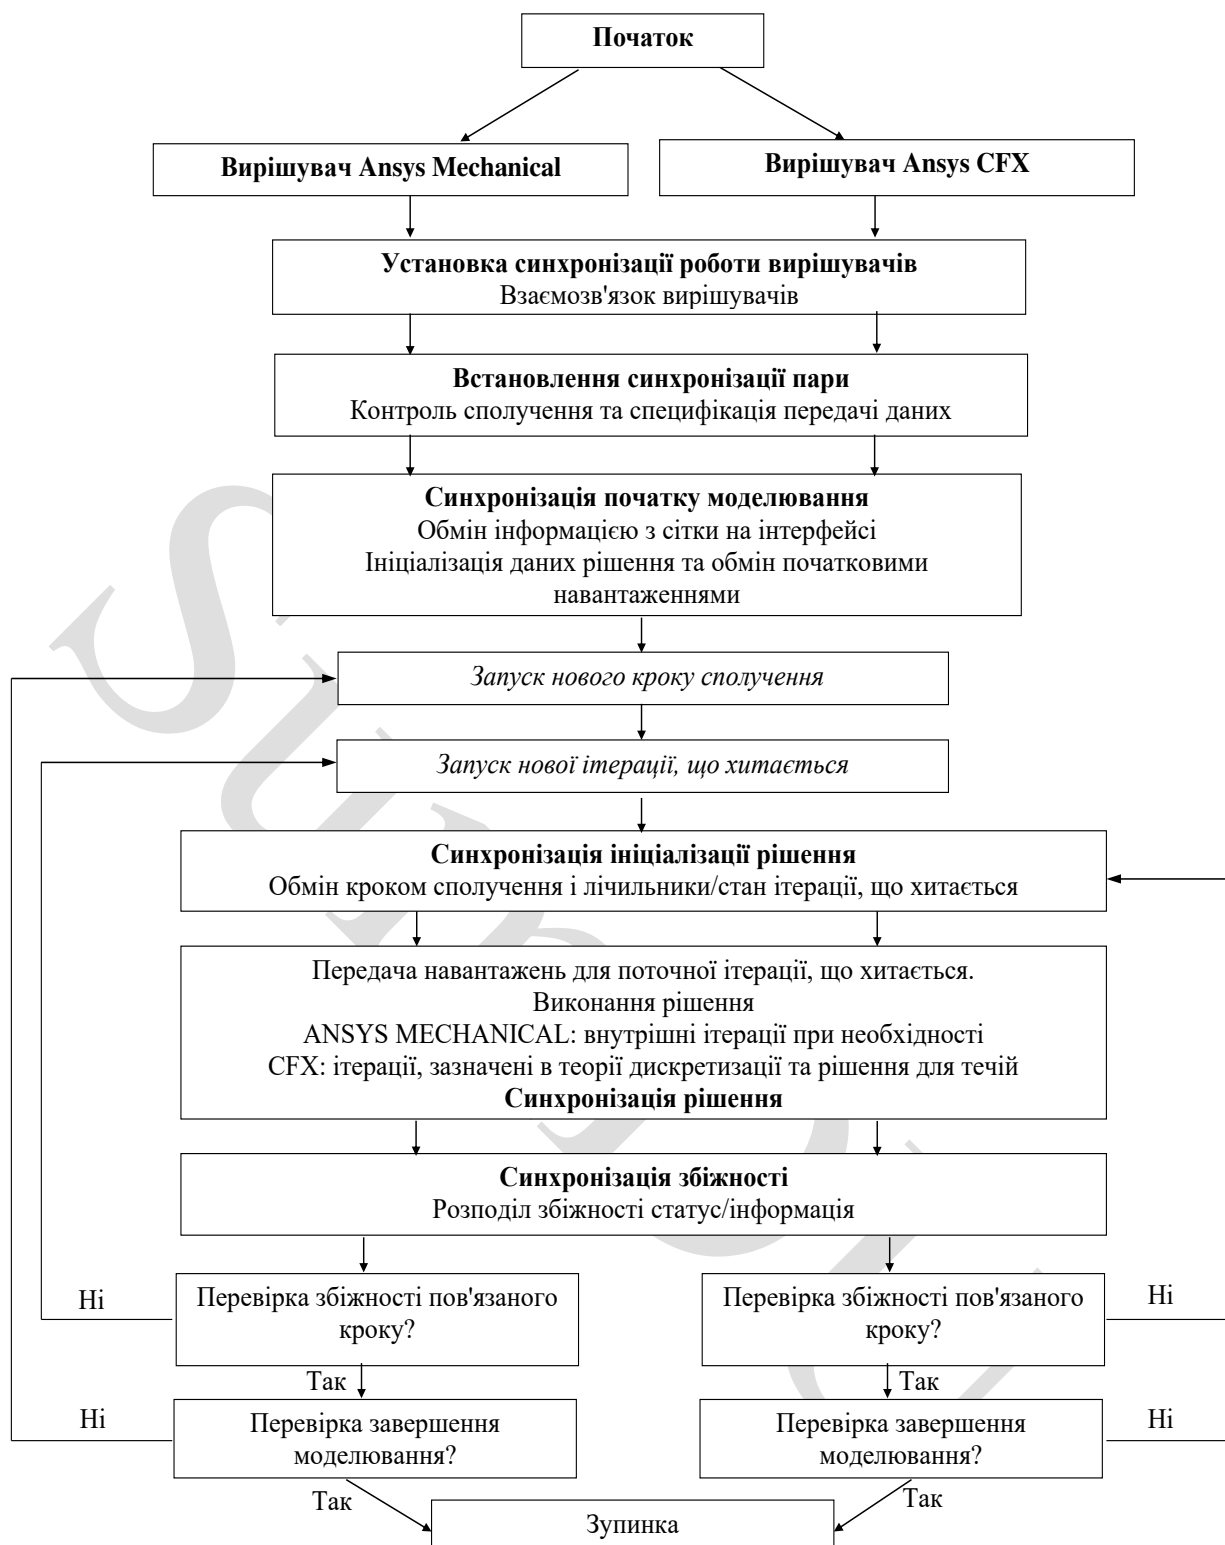 Початок
Вирішувач Ansys Mechanical
Вирішувач Ansys CFX
Установка синхронізації роботи вирішувачів
Взаємозв'язок вирішувачів
Встановлення синхронізації пари
Контроль сполучення та специфікація передачі даних
Синхронізація початку моделювання
Обмін інформацією з сітки на інтерфейсі
Ініціалізація даних рішення та обмін початковими
навантаженнями
Запуск нового кроку сполучення
Запуск нової ітерації, що хитається
Синхронізація ініціалізації рішення
Обмін кроком сполучення і лічильники/стан ітерації, що хитається
Передача навантажень для поточної ітерації, що хитається.
Виконання рішення
ANSYS MECHANICAL: внутрішні ітерації при необхідності
CFX: ітерації, зазначені в теорії дискретизації та рішення для течій
Синхронізація рішення
Синхронізація збіжності
Розподіл збіжності статус/інформація
Ні
Перевірка збіжності пов'язаного
кроку?
Перевірка збіжності пов'язаного
кроку?
Ні
Так
Так
Ні
Перевірка завершення
моделювання?
Перевірка завершення
моделювання?
Ні
Так
Так
Зупинка